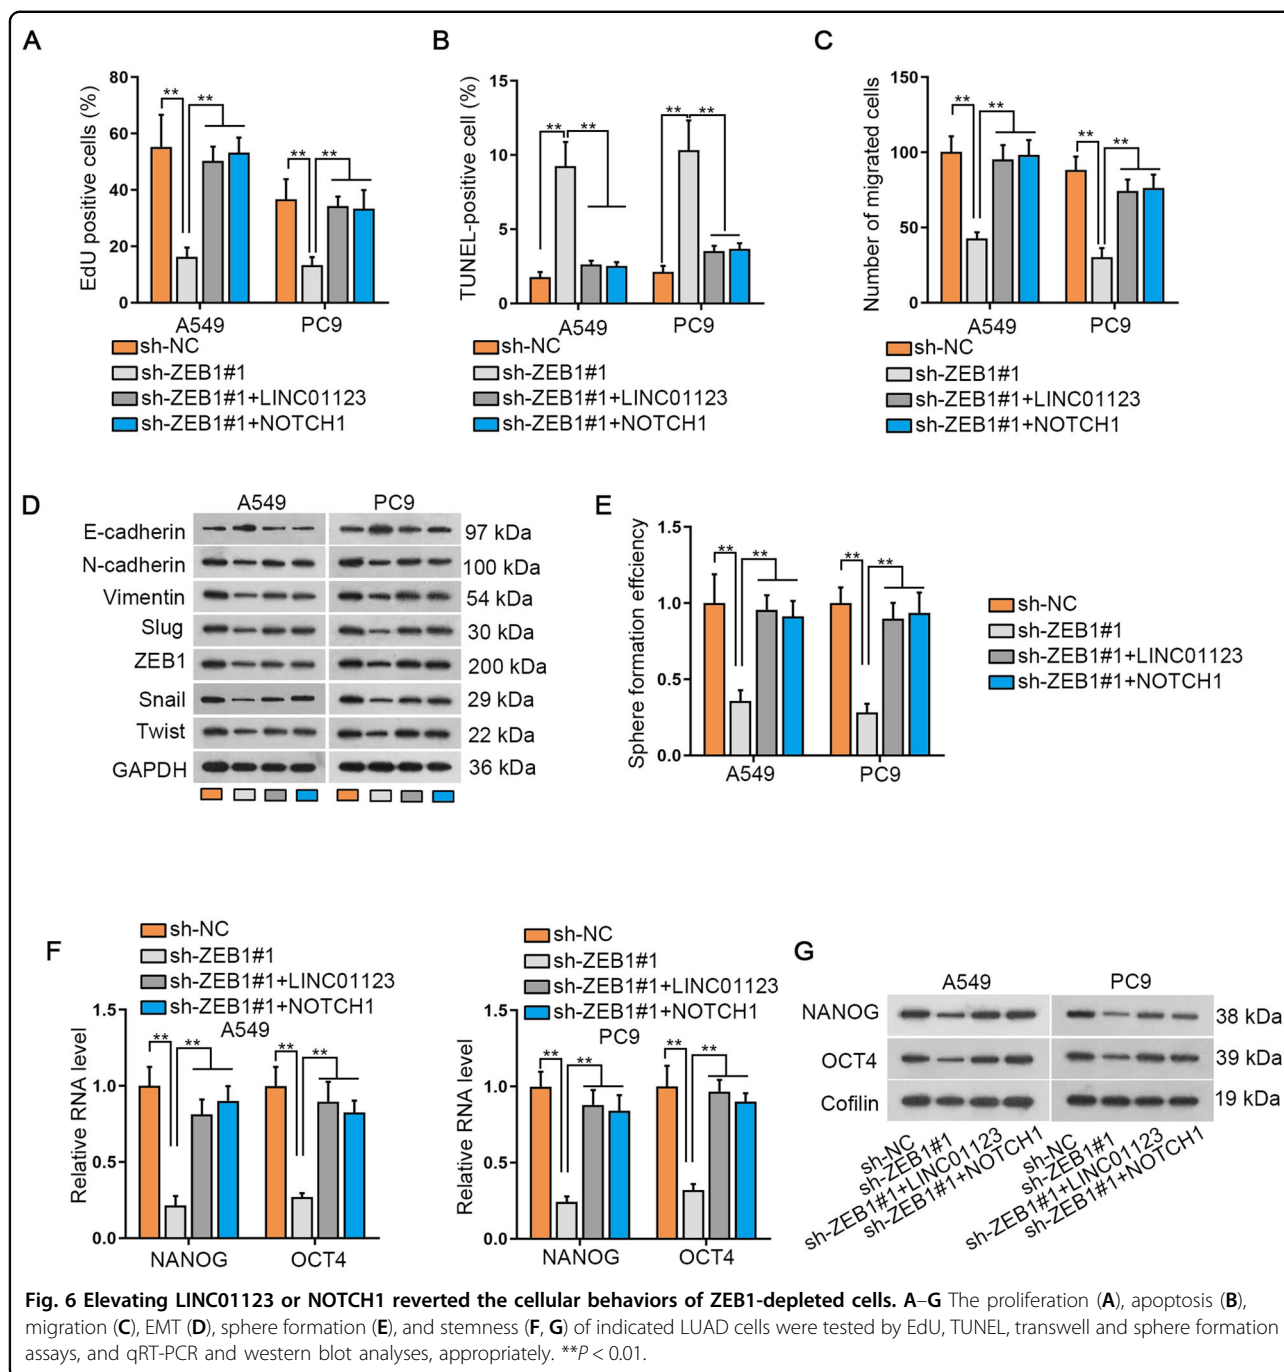 A
EdU positive cells (%)
80
60
40
20
0
** ** ** **
A549 PC9
sh-NC
sh-ZEB1#1
sh-ZEB1#1+LINC01123
sh-ZEB1#1+NOTCH1
B
TUNEL-positive cell (%)
15
10
5
0
** ** ** **
A549 PC9
sh-NC
sh-ZEB1#1
sh-ZEB1#1+LINC01123
sh-ZEB1#1+NOTCH1
C
Number of migrated cells
150
100
50
0
** ** ** **
A549 PC9
sh-NC
sh-ZEB1#1
sh-ZEB1#1+LINC01123
sh-ZEB1#1+NOTCH1
D
A549 PC9
E-cadherin 97 kDa
N-cadherin 100 kDa
Vimentin 54 kDa
Slug 30 kDa
ZEB1 200 kDa
Snail 29 kDa
Twist 22 kDa
GAPDH 36 kDa
E
Sphere formation effciency
1.5
1.0
0.5
0.0
** ** ** **
A549 PC9
sh-NC
sh-ZEB1#1
sh-ZEB1#1+LINC01123
sh-ZEB1#1+NOTCH1
F
sh-NC
sh-ZEB1#1
sh-ZEB1#1+LINC01123
sh-ZEB1#1+NOTCH1
A549
Relative RNA level
1.5
1.0
0.5
0.0
** ** ** **
NANOG OCT4
sh-NC
sh-ZEB1#1
sh-ZEB1#1+LINC01123
sh-ZEB1#1+NOTCH1
PC9
Relative RNA level
1.5
1.0
0.5
0.0
** ** ** **
NANOG OCT4
G
A549 PC9
NANOG 38 kDa
OCT4 39 kDa
Cofilin 19 kDa
sh-NC
sh-ZEB1#1
sh-ZEB1#1+LINC01123
sh-ZEB1#1+NOTCH1
sh-NC
sh-ZEB1#1
sh-ZEB1#1+LINC01123
sh-ZEB1#1+NOTCH1
Fig. 6 Elevating LINC01123 or NOTCH1 reverted the cellular behaviors of ZEB1-depleted cells. A–G The proliferation (A), apoptosis (B),
migration (C), EMT (D), sphere formation (E), and stemness (F, G) of indicated LUAD cells were tested by EdU, TUNEL, transwell and sphere formation
assays, and qRT-PCR and western blot analyses, appropriately. **P < 0.01.